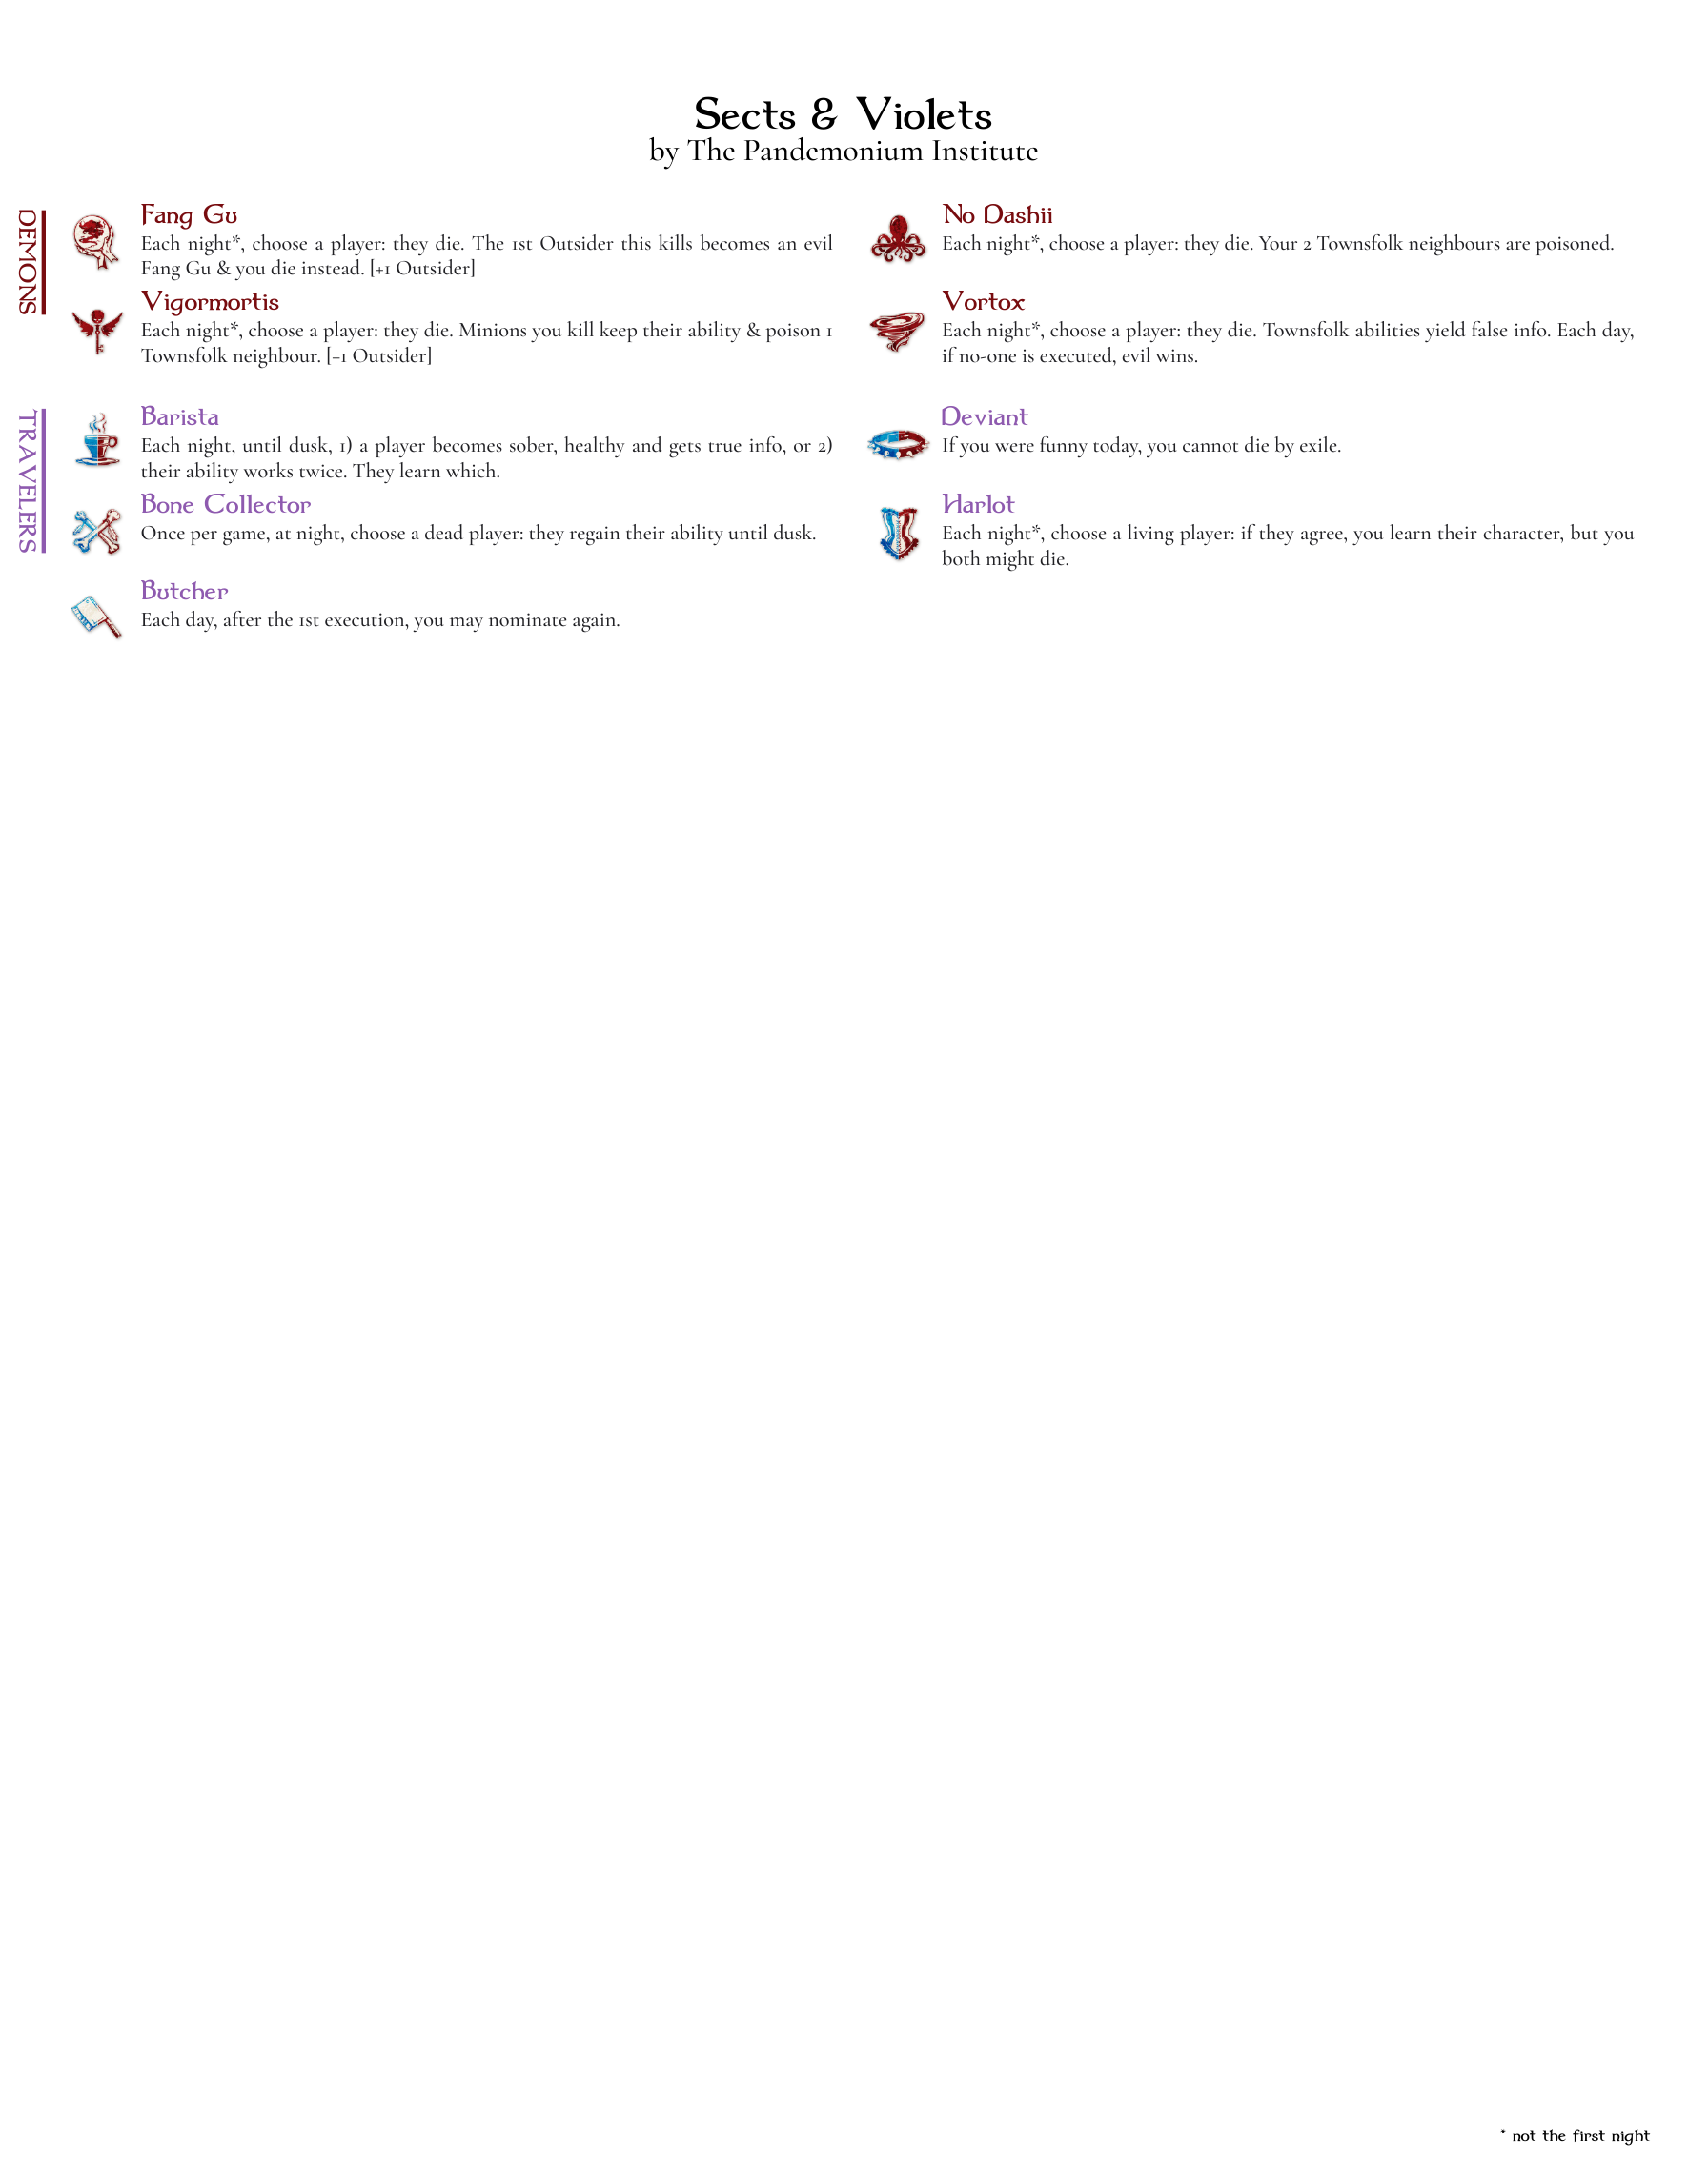 Sects & Violets
by The Pandemonium Institute
DEMONS
Fang Gu
Each night*, choose a player: they die. The 1st Outsider this kills becomes an evil
Fang Gu & you die instead. [+1 Outsider]
No Dashii
Each night*, choose a player: they die. Your 2 Townsfolk neighbours are poisoned.
Vigormortis
Each night*, choose a player: they die. Minions you kill keep their ability & poison 1
Townsfolk neighbour. [−1 Outsider]
Vortox
Each night*, choose a player: they die. Townsfolk abilities yield false info. Each day,
if no-one is executed, evil wins.
TRAVELERS
Barista
Each night, until dusk, 1) a player becomes sober, healthy and gets true info, or 2)
their ability works twice. They learn which.
Deviant
If you were funny today, you cannot die by exile.
Bone Collector
Once per game, at night, choose a dead player: they regain their ability until dusk.
Harlot
Each night*, choose a living player: if they agree, you learn their character, but you
both might die.
Butcher
Each day, after the 1st execution, you may nominate again.
* not the first night